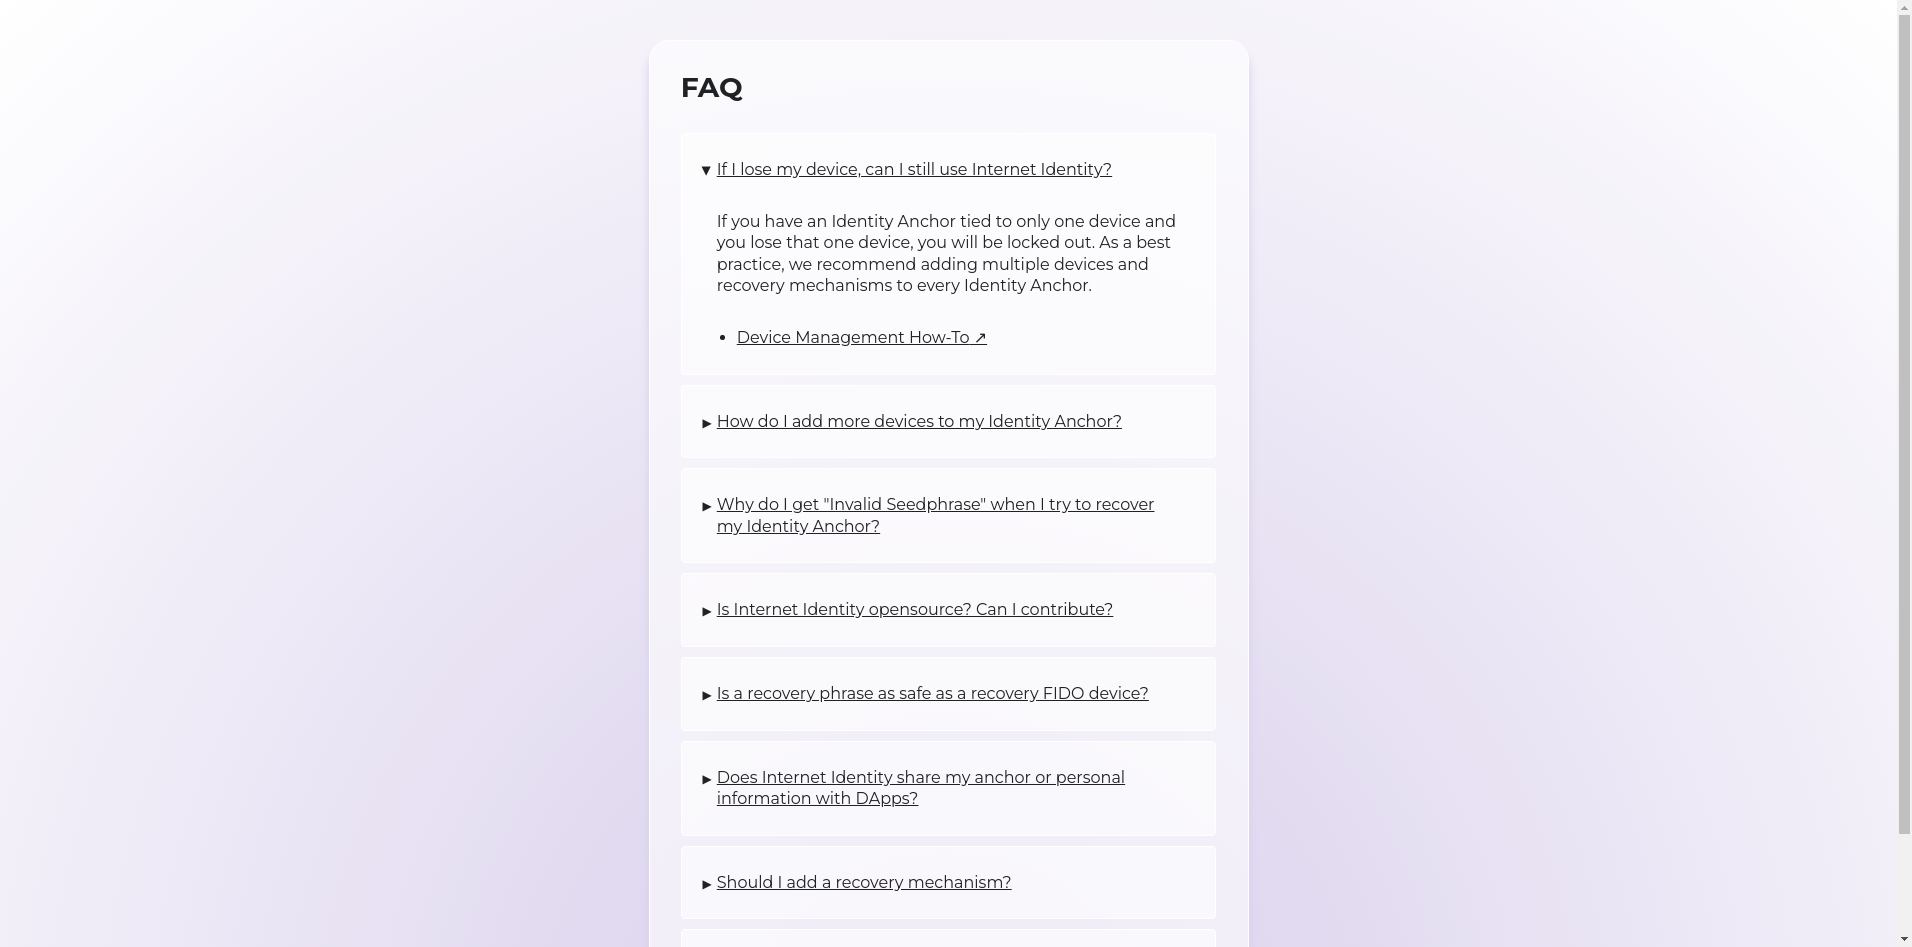 FAQ
▼ If I lose my device, can I still use Internet Identity?
If you have an Identity Anchor tied to only one device and
you lose that one device, you will be locked out. As a best
practice, we recommend adding multiple devices and
recovery mechanisms to every Identity Anchor.
• Device Management How-To ↗
▶ How do I add more devices to my Identity Anchor?
▶ Why do I get "Invalid Seedphrase" when I try to recover
my Identity Anchor?
▶ Is Internet Identity opensource? Can I contribute?
▶ Is a recovery phrase as safe as a recovery FIDO device?
▶ Does Internet Identity share my anchor or personal
information with DApps?
▶ Should I add a recovery mechanism?